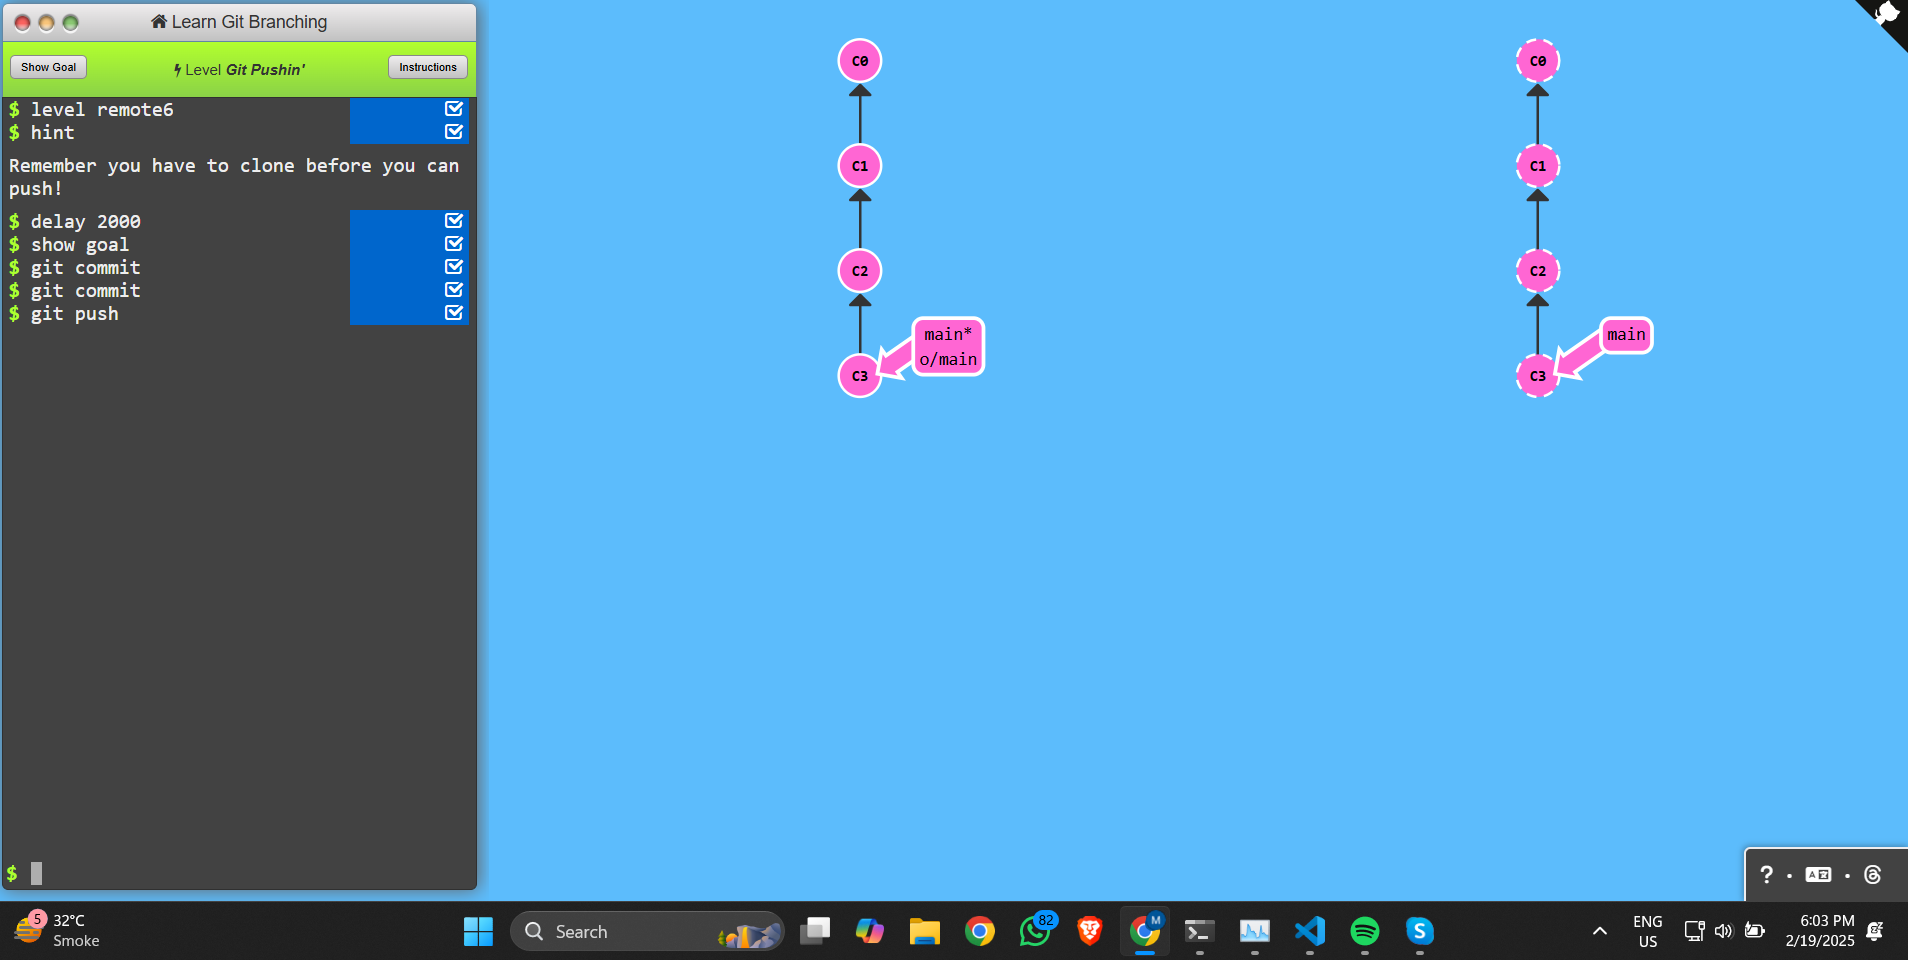 Learn Git Branching
Show Goal
Level Git Pushin'
Instructions
$ level remote6
$ hint
Remember you have to clone before you can
push!
$ delay 2000
$ show goal
$ git commit
$ git commit
$ git push
$
C0
C1
C2
main*
o/main
C3
C0
C1
C2
main
C3
?
A
5
32°C
Smoke
Search
82
M
S
ENG
US
6:03 PM
2/19/2025